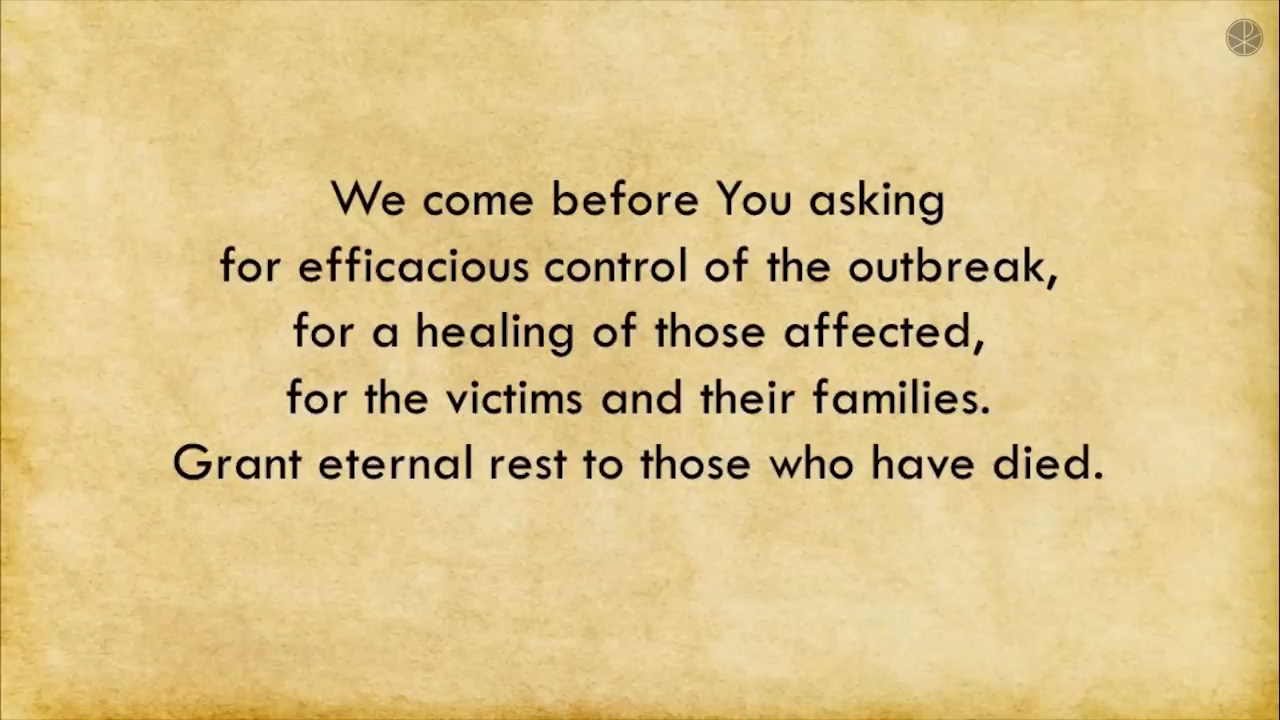 We come before You asking
for efficacious control of the outbreak,
for a healing of those affected,
for the victims and their families.
Grant eternal rest to those who have died.